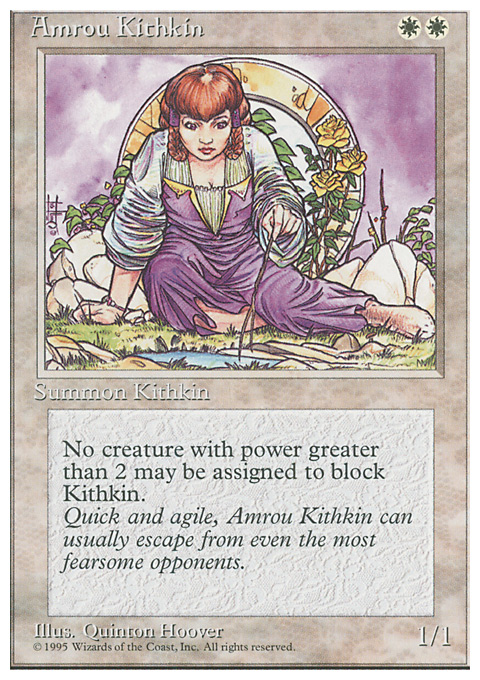 Amrou Kithkin
Summon Kithkin
No creature with power greater
than 2 may be assigned to block
Kithkin.
Quick and agile, Amrou Kithkin can
usually escape from even the most
fearsome opponents.
Illus. Quinton Hoover
1/1
© 1995 Wizards of the Coast, Inc. All rights reserved.